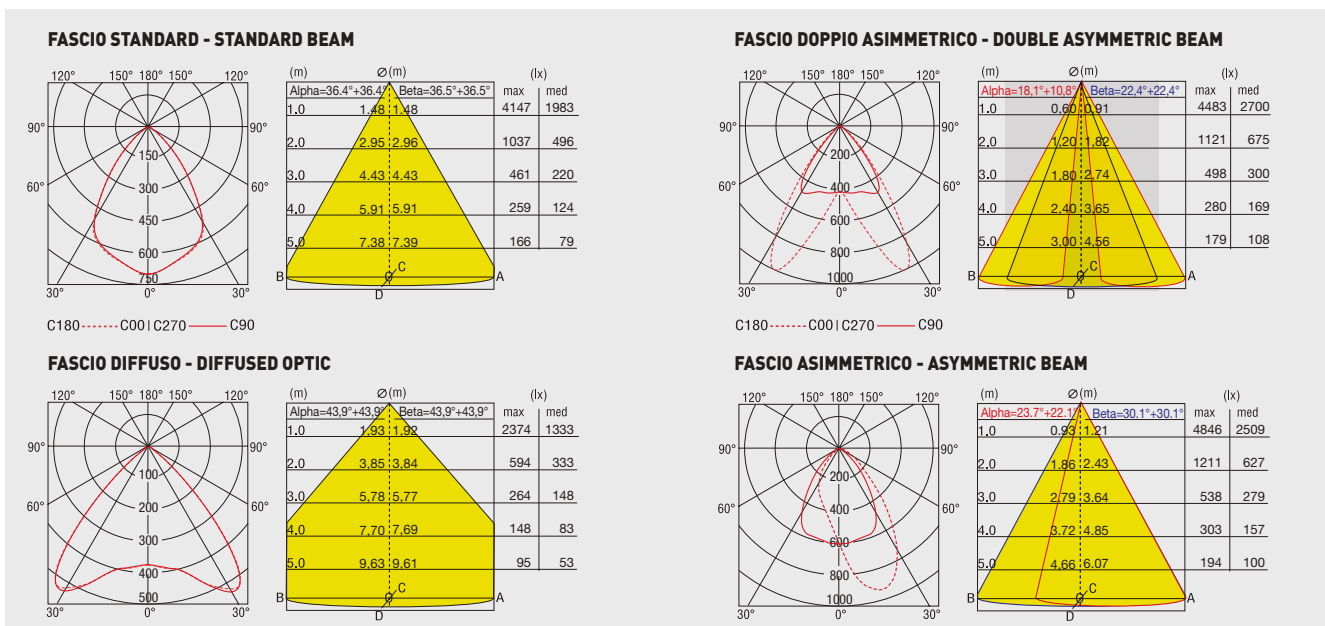 FASCIO STANDARD - STANDARD BEAM
120° 150° 180° 150° 120°
90° 90°
60° 60°
30° 0° 30°
150
300
450
600
750
(m) Ø(m) (lx)
Alpha=36.4°+36.4° Beta=36.5°+36.5° max med
1.0 1.48 1.48 4147 1983
2.0 2.95 2.96 1037 496
3.0 4.43 4.43 461 220
4.0 5.91 5.91 259 124
5.0 7.38 7.39 166 79
B C A
D
C180 C00 | C270 C90
FASCIO DOPPIO ASIMMETRICO - DOUBLE ASYMMETRIC BEAM
120° 150° 180° 150° 120°
90° 90°
60° 60°
30° 0° 30°
200
400
600
800
1000
(m) Ø(m) (lx)
Alpha=18,1°+10,8° Beta=22,4°+22,4° max med
1.0 0.60 0.91 4483 2700
2.0 1,20 1,82 1121 675
3.0 1,80 2,74 498 300
4.0 2,40 3,65 280 169
5.0 3,00 4,56 179 108
B C A
D
C180 C00 | C270 C90
FASCIO DIFFUSO - DIFFUSED OPTIC
120° 150° 180° 150° 120°
90° 90°
60° 60°
30° 0° 30°
100
200
300
400
500
(m) Ø(m) (lx)
Alpha=43,9°+43,9° Beta=43,9°+43,9° max med
1.0 1,93 1,92 2374 1333
2.0 3,85 3,84 594 333
3.0 5,78 5,77 264 148
4.0 7,70 7,69 148 83
5.0 9,63 9,61 95 53
B C A
D
FASCIO ASIMMETRICO - ASYMMETRIC BEAM
120° 150° 180° 150° 120°
90° 90°
60° 60°
30° 0° 30°
200
400
600
800
1000
(m) Ø(m) (lx)
Alpha=23.7°+22.1° Beta=30.1°+30.1° max med
1.0 0.93 1.21 4846 2509
2.0 1.86 2.43 1211 627
3.0 2.79 3.64 538 279
4.0 3.72 4.85 303 157
5.0 4,66 6.07 194 100
B C A
D